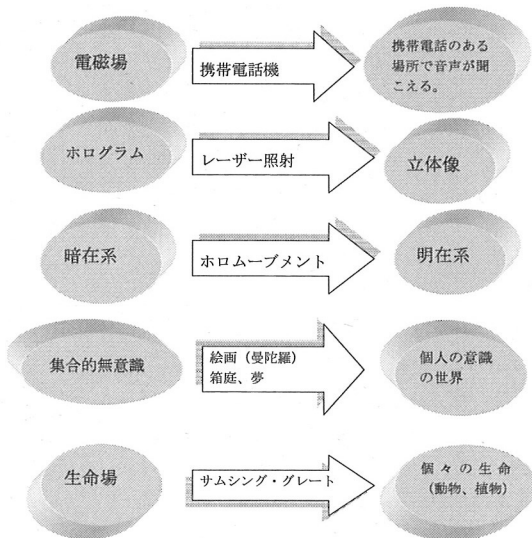 電磁場
携帯電話機
携帯電話のある
場所で音声が聞
こえる。
ホログラム
レーザー照射
立体像
暗在系
ホロムーブメント
明在系
集合的無意識
絵画（曼陀羅）
箱庭、夢
個人の意識
の世界
生命場
サムシング・グレート
個々の生命
（動物、植物）